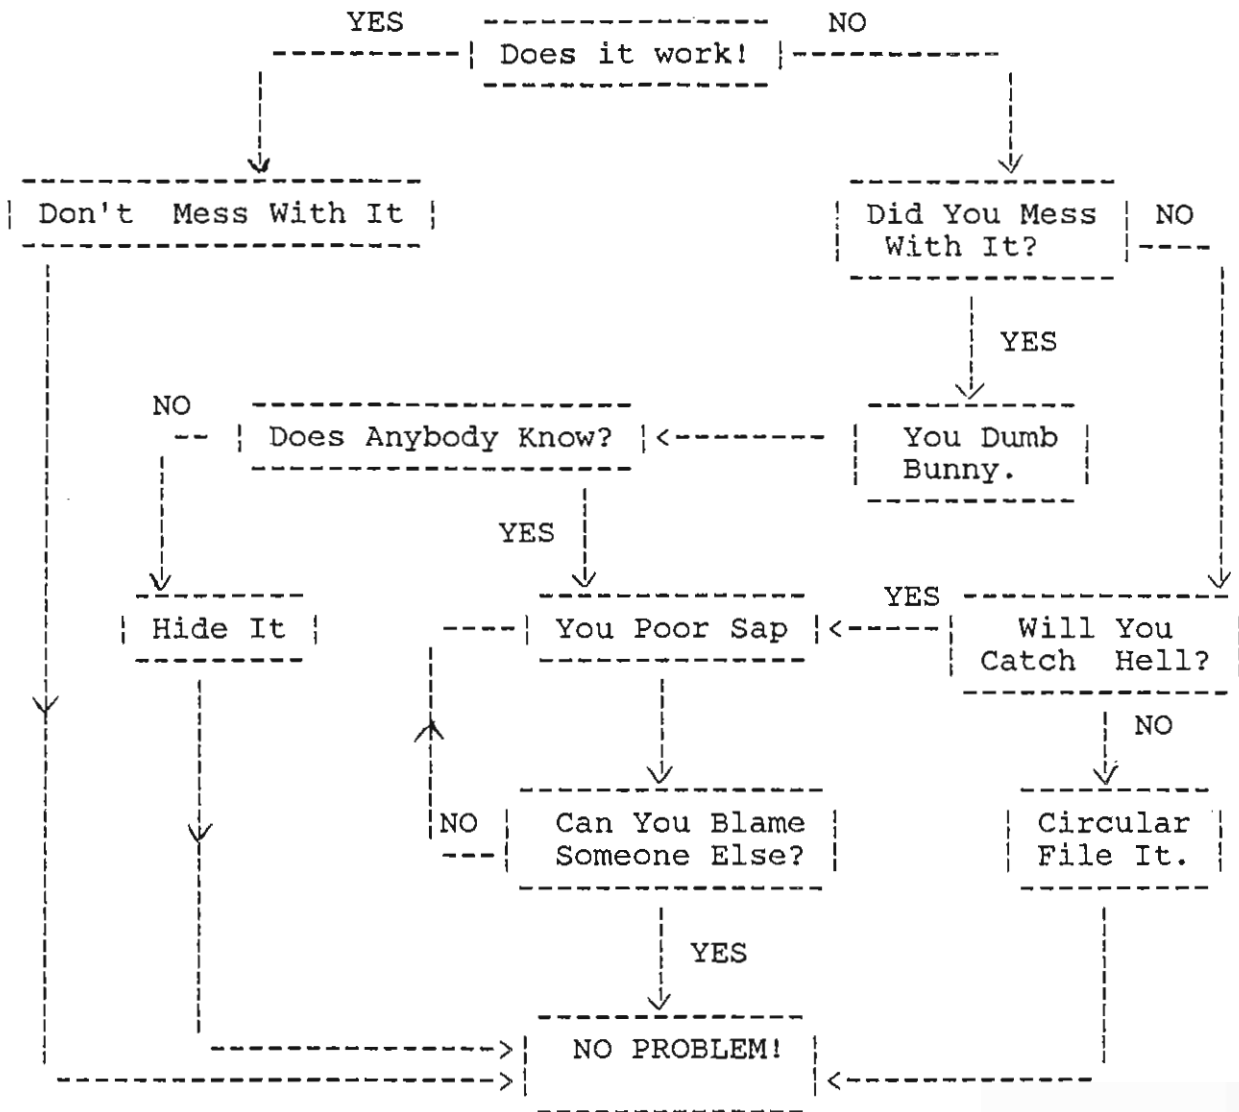 YES
NO
Does it work!
Don't Mess With It
Did You Mess
With It?
NO
YES
NO
Does Anybody Know?
You Dumb
Bunny.
YES
Hide It
You Poor Sap
YES
Will You
Catch Hell?
NO
NO
Can You Blame
Someone Else?
Circular
File It.
YES
NO PROBLEM!